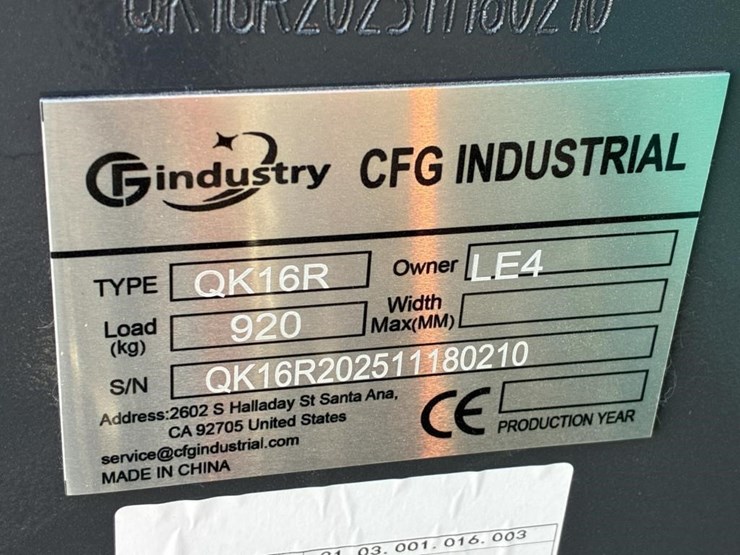 QK16R202511180210
CFindustry CFG INDUSTRIAL
TYPE QK16R Owner LE4
Load (kg) 920 Width Max(MM)
S/N QK16R202511180210
Address:2602 S Halladay St Santa Ana,
CA 92705 United States
service@cfgindustrial.com
MADE IN CHINA
CE PRODUCTION YEAR
01. 03. 001. 016. 003